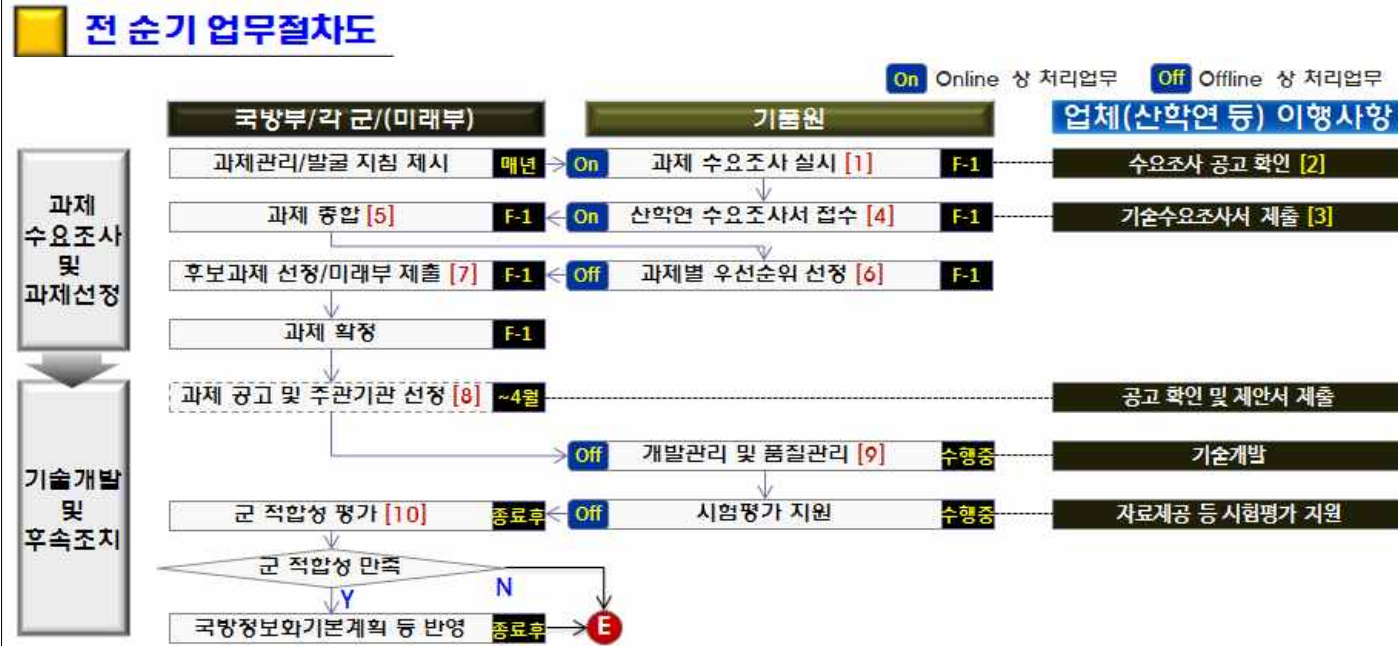 전 순기 업무절차도
On Online 상 처리업무 Off Offline 상 처리업무
국방부/각 군/(미래부) 기품원 업체(산학연 등) 이행사항
과제 수요조사 및 과제선정
과제관리/발굴 지침 제시 매년 On 과제 수요조사 실시 [1] F-1 수요조사 공고 확인 [2]
과제 종합 [5] F-1 On 산학연 수요조사서 접수 [4] F-1 기술수요조사서 제출 [3]
후보과제 선정/미래부 제출 [7] F-1 Off 과제별 우선순위 선정 [6] F-1
과제 확정 F-1
기술개발 및 후속조치
과제 공고 및 주관기관 선정 [8] ~4월 공고 확인 및 제안서 제출
Off 개발관리 및 품질관리 [9] 수행중 기술개발
군 적합성 평가 [10] 종료후 Off 시험평가 지원 수행중 자료제공 등 시험평가 지원
군 적합성 만족
Y N
국방정보화기본계획 등 반영 종료후 E